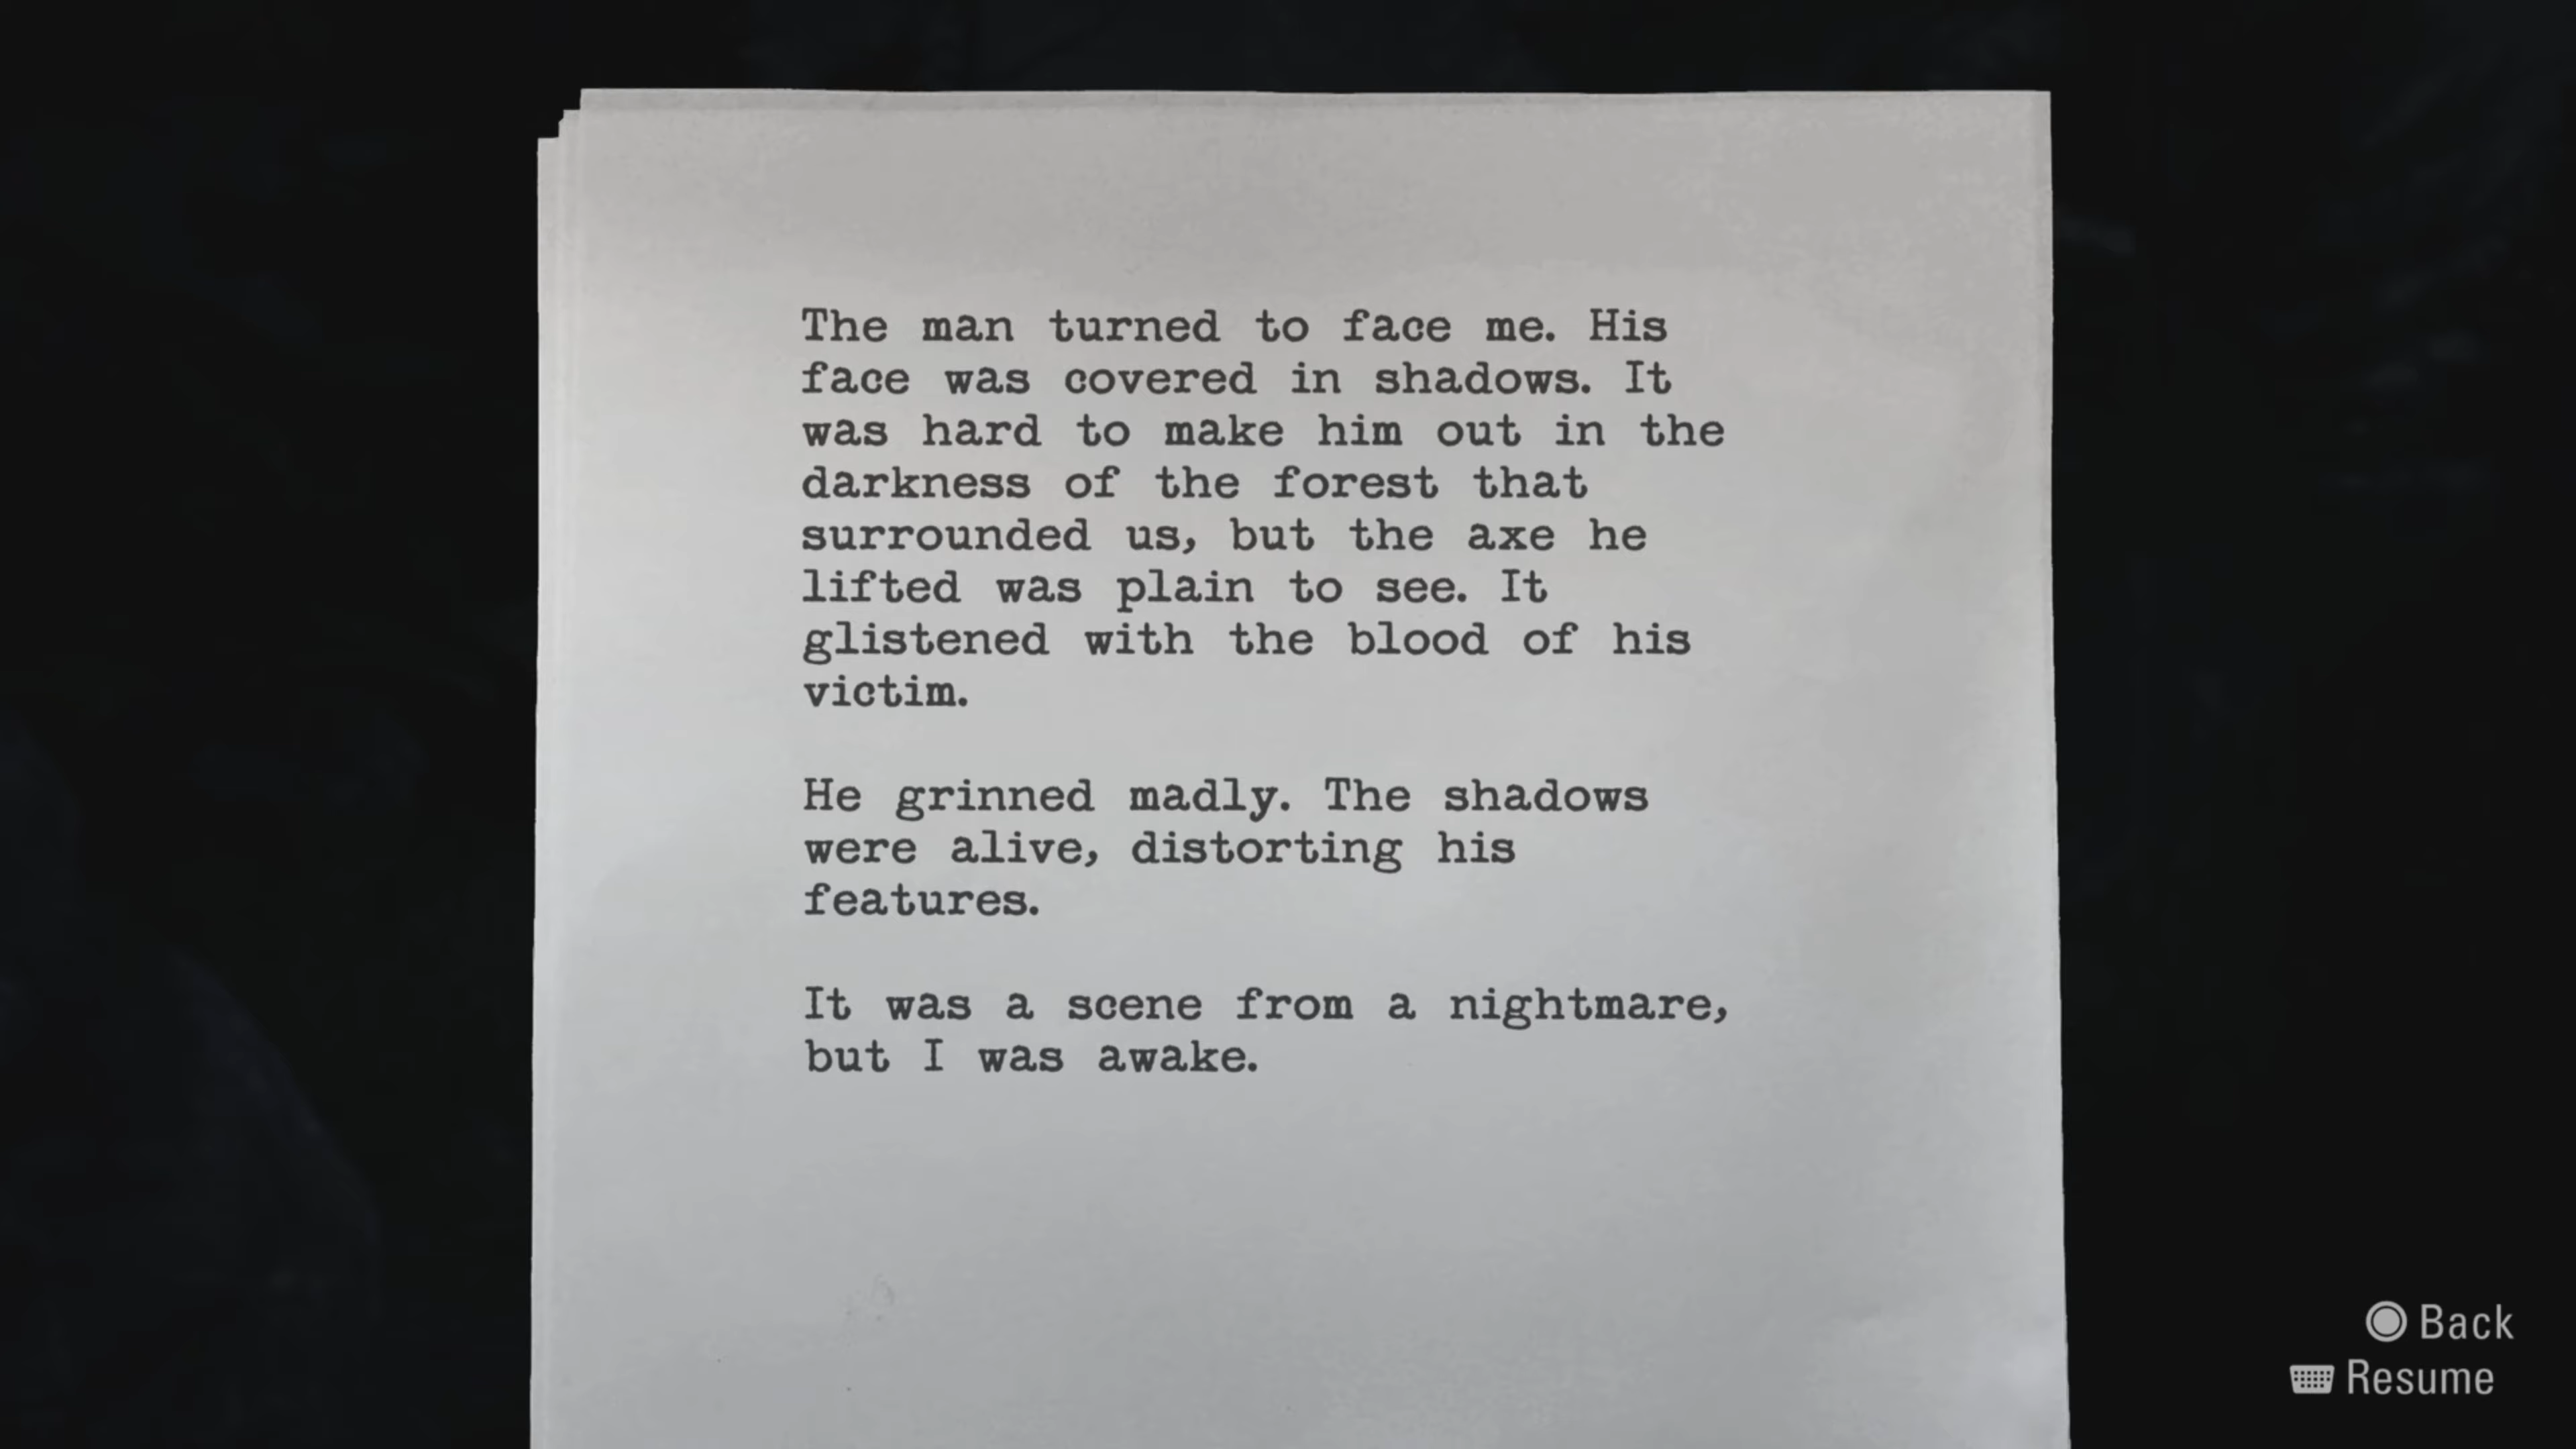 The man turned to face me. His
face was covered in shadows. It
was hard to make him out in the
darkness of the forest that
surrounded us, but the axe he
lifted was plain to see. It
glistened with the blood of his
victim.
He grinned madly. The shadows
were alive, distorting his
features.
It was a scene from a nightmare,
but I was awake.
Back
Resume